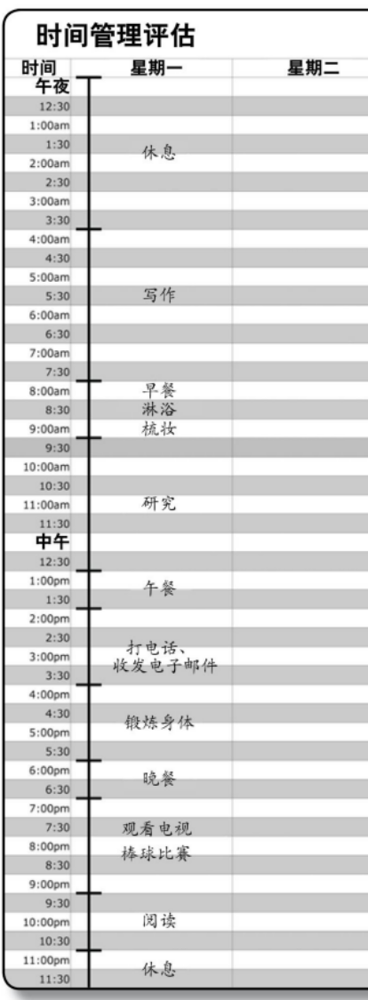 时间管理评估
时间 星期一 星期二
午夜
12:30
1:00am
1:30
休息
2:00am
2:30
3:00am
3:30
4:00am
4:30
5:00am
5:30 写作
6:00am
6:30
7:00am
7:30
8:00am 早餐
8:30 淋浴
9:00am 梳妆
9:30
10:00am
10:30
11:00am 研究
11:30
中午
12:30
1:00pm
午餐
1:30
2:00pm
2:30
打电话、
3:00pm
收发电子邮件
3:30
4:00pm
4:30
锻炼身体
5:00pm
5:30
6:00pm
晚餐
6:30
7:00pm
7:30 观看电视
8:00pm
棒球比赛
8:30
9:00pm
9:30
10:00pm 阅读
10:30
11:00pm
休息
11:30